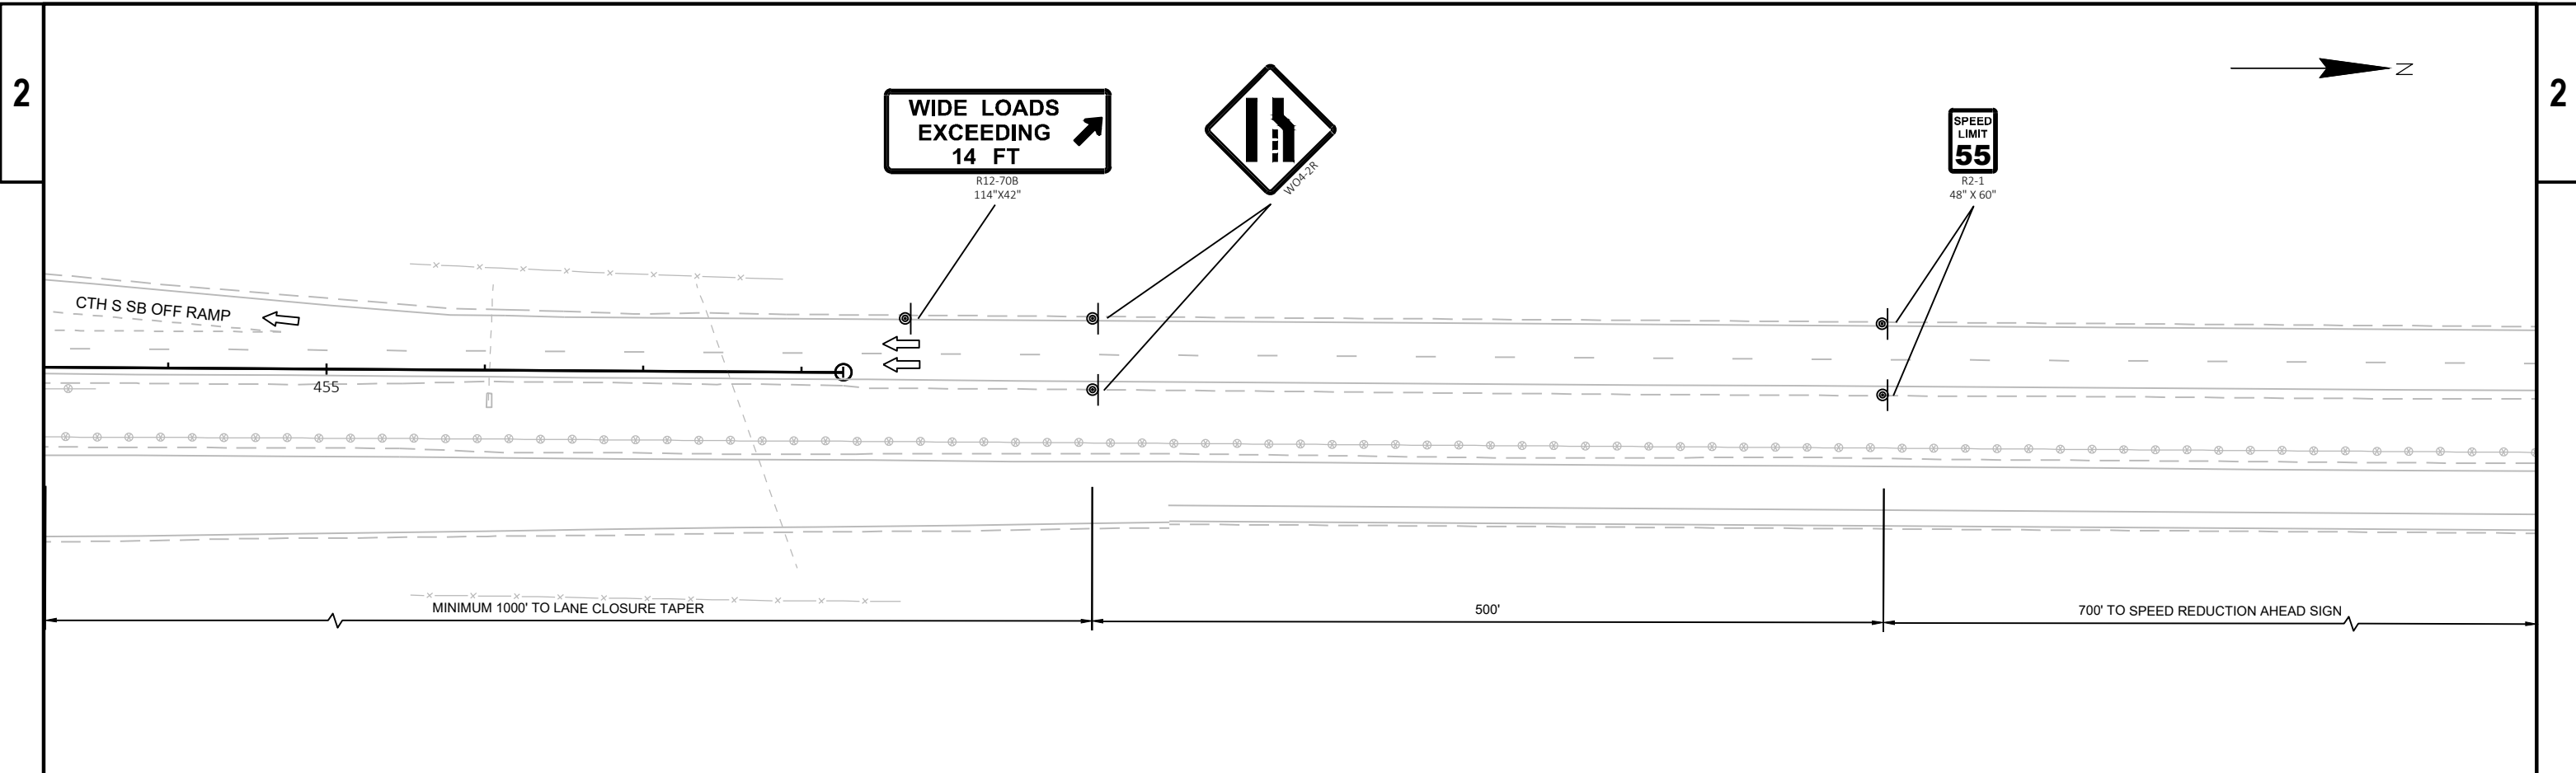 2
2
WIDE LOADS
EXCEEDING
14 FT
R12-70B
114"X42"
WO4-2R
SPEED
LIMIT
55
R2-1
48" X 60"
N
CTH S SB OFF RAMP
455
MINIMUM 1000' TO LANE CLOSURE TAPER
500'
700' TO SPEED REDUCTION AHEAD SIGN